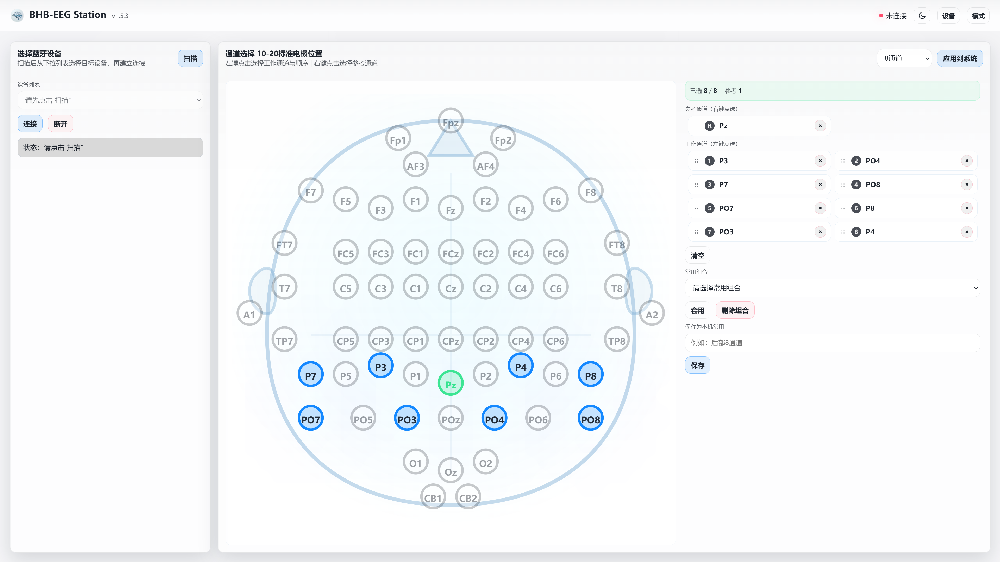 BHB-EEG Station v1.5.3
未连接
设备
模式
选择蓝牙设备
扫描后从下拉列表选择目标设备，再建立连接
扫描
设备列表
请先点击“扫描”
连接
断开
状态：请点击“扫描”
通道选择 10-20标准电极位置
左键点击选择工作通道与顺序 | 右键点击选择参考通道
8通道
应用到系统
Fpz
Fp1 Fp2
AF3 AF4
F7 F5 F3 F1 Fz F2 F4 F6 F8
FT7 FC5 FC3 FC1 FCz FC2 FC4 FC6 FT8
T7 C5 C3 C1 Cz C2 C4 C6 T8
A1 A2
TP7 CP5 CP3 CP1 CPz CP2 CP4 CP6 TP8
P7 P5 P3 P1 Pz P2 P4 P6 P8
PO7 PO5 PO3 POz PO4 PO6 PO8
O1 Oz O2
CB1 CB2
已选 8 / 8 + 参考 1
参考通道（右键点选）
R Pz
工作通道（左键点选）
1 P3
2 PO4
3 P7
4 PO8
5 PO7
6 P8
7 PO3
8 P4
清空
常用组合
请选择常用组合
套用
删除组合
保存为本机常用
例如：后部8通道
保存